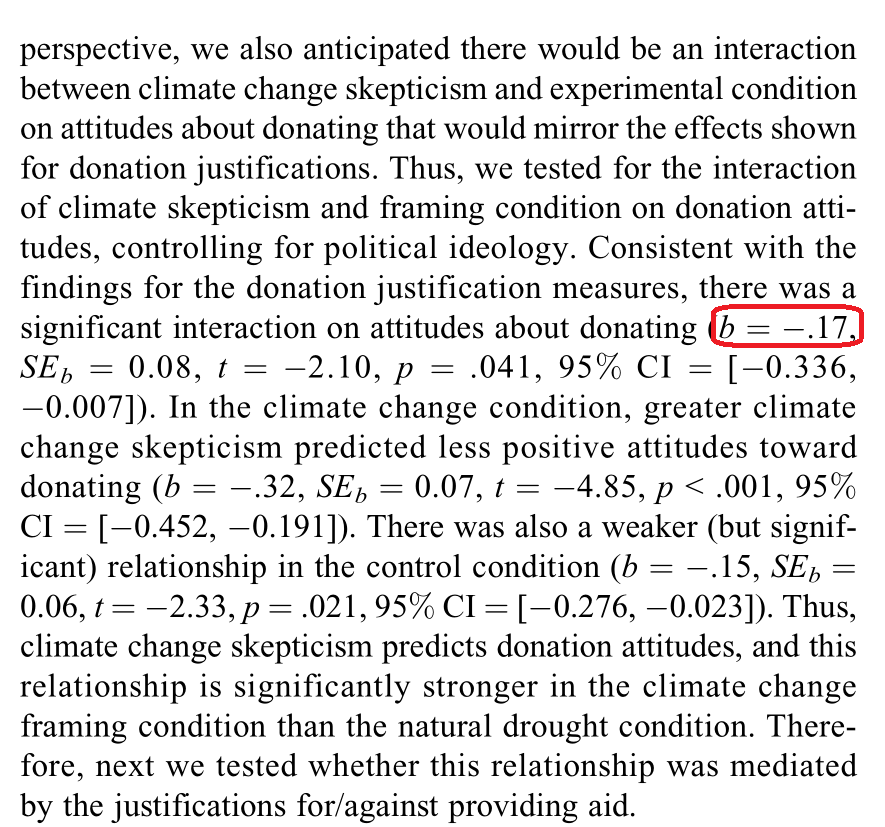 perspective, we also anticipated there would be an interaction
between climate change skepticism and experimental condition
on attitudes about donating that would mirror the effects shown
for donation justifications. Thus, we tested for the interaction
of climate skepticism and framing condition on donation atti-
tudes, controlling for political ideology. Consistent with the
findings for the donation justification measures, there was a
significant interaction on attitudes about donating (b = −.17,
SE_b = 0.08, t = −2.10, p = .041, 95% CI = [−0.336,
−0.007]). In the climate change condition, greater climate
change skepticism predicted less positive attitudes toward
donating (b = −.32, SE_b = 0.07, t = −4.85, p < .001, 95%
CI = [−0.452, −0.191]). There was also a weaker (but signif-
icant) relationship in the control condition (b = −.15, SE_b =
0.06, t = −2.33, p = .021, 95% CI = [−0.276, −0.023]). Thus,
climate change skepticism predicts donation attitudes, and this
relationship is significantly stronger in the climate change
framing condition than the natural drought condition. There-
fore, next we tested whether this relationship was mediated
by the justifications for/against providing aid.